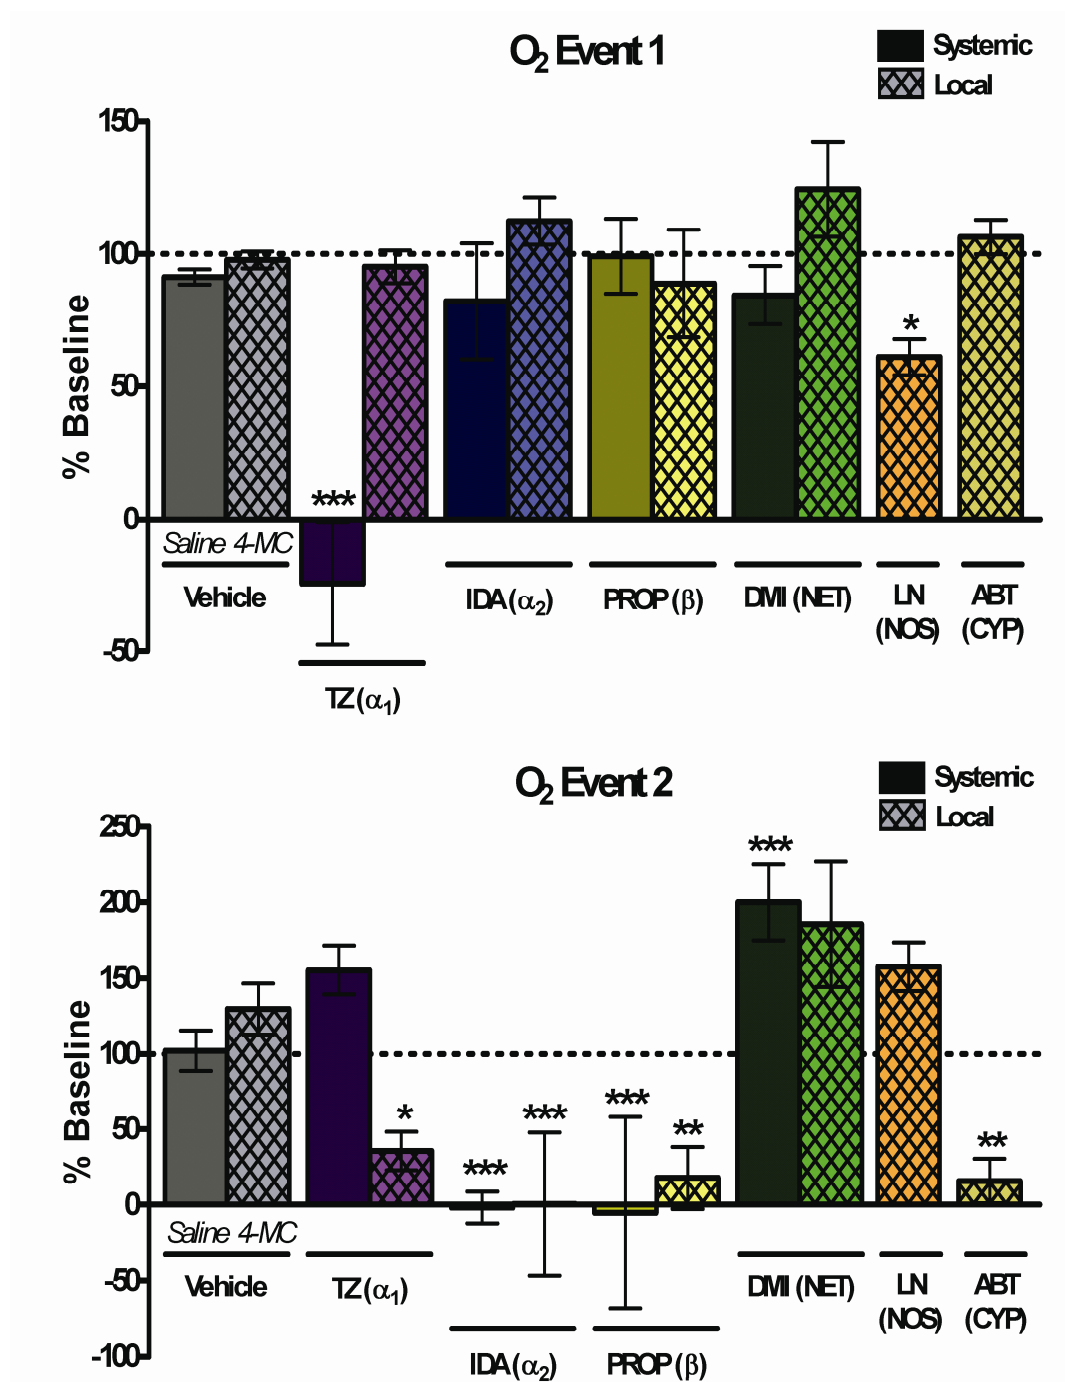 O2 Event 1
Systemic
Local
% Baseline
150
100
50
0
-50
***
*
Saline 4-MC
Vehicle
TZ (α1)
IDA (α2)
PROP (β)
DMI (NET)
LN
(NOS)
ABT
(CYP)
O2 Event 2
Systemic
Local
% Baseline
250
200
150
100
50
0
-50
-100
*
***
***
***
**
***
**
Saline 4-MC
Vehicle
TZ (α1)
IDA (α2)
PROP (β)
DMI (NET)
LN
(NOS)
ABT
(CYP)